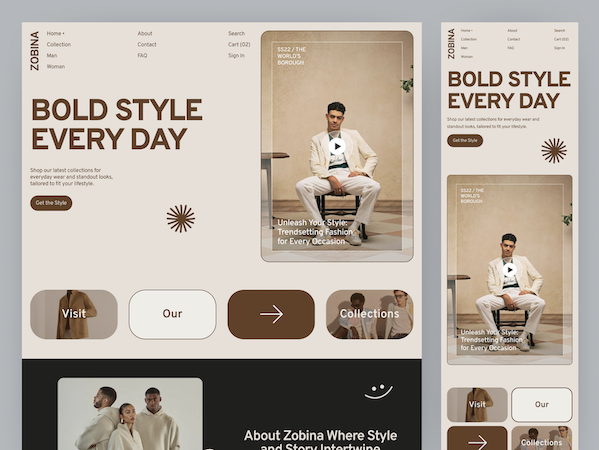 ZOBINA
Home •
Collection
Man
Woman
About
Contact
FAQ
Search
Cart (02)
Sign In
BOLD STYLE
EVERY DAY
Shop our latest collections for
everyday wear and standout looks,
tailored to fit your lifestyle.
Get the Style
SS22 / THE
WORLD'S
BOROUGH
Unleash Your Style:
Trendsetting Fashion
for Every Occasion
Visit
Our
Collections
About Zobina Where Style
and Story Intertwine
ZOBINA
Home •
Collection
Man
Woman
About
Contact
FAQ
Search
Cart (02)
Sign In
BOLD STYLE
EVERY DAY
Shop our latest collections for everyday wear and
standout looks, tailored to fit your lifestyle.
Get the Style
SS22 / THE
WORLD'S
BOROUGH
Unleash Your Style:
Trendsetting Fashion
for Every Occasion
Visit
Our
Collections